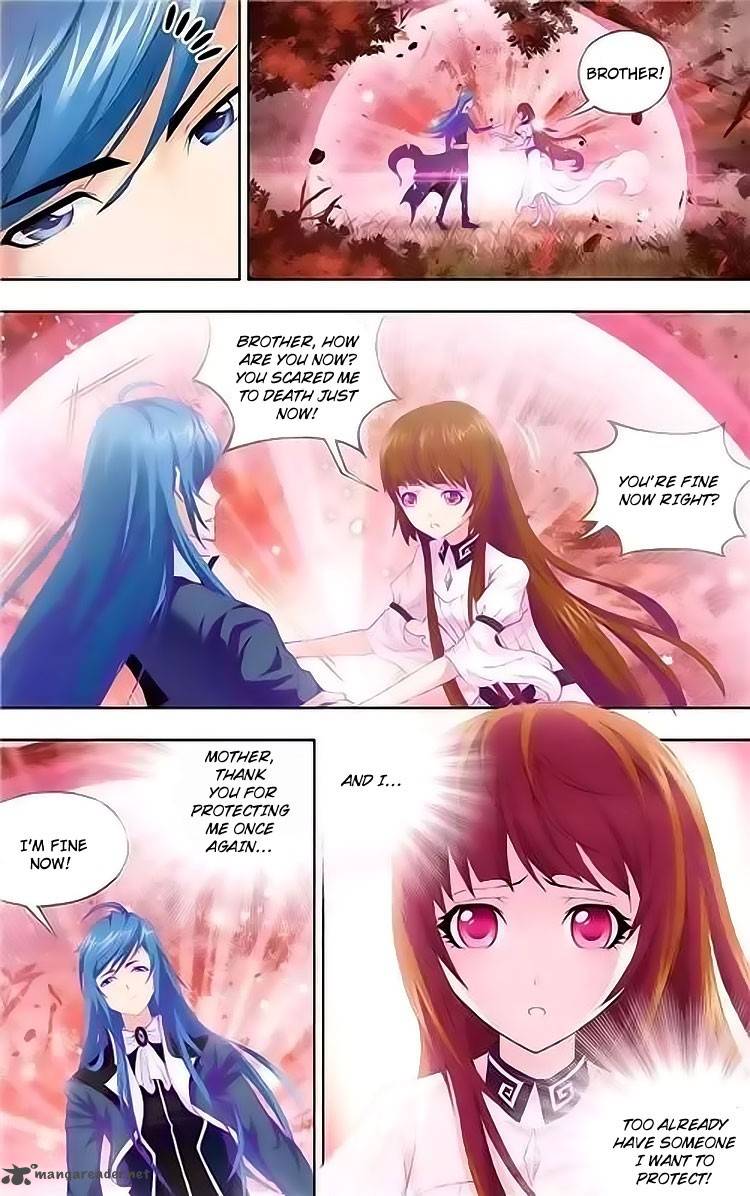 BROTHER!
BROTHER, HOW
ARE YOU NOW?
YOU SCARED ME
TO DEATH JUST
NOW!
YOU'RE FINE
NOW RIGHT?
I'M FINE
NOW!
MOTHER,
THANK
YOU FOR
PROTECTING
ME ONCE
AGAIN...
AND I...
TOO ALREADY
HAVE SOMEONE
I WANT TO
PROTECT!
mangareader.net